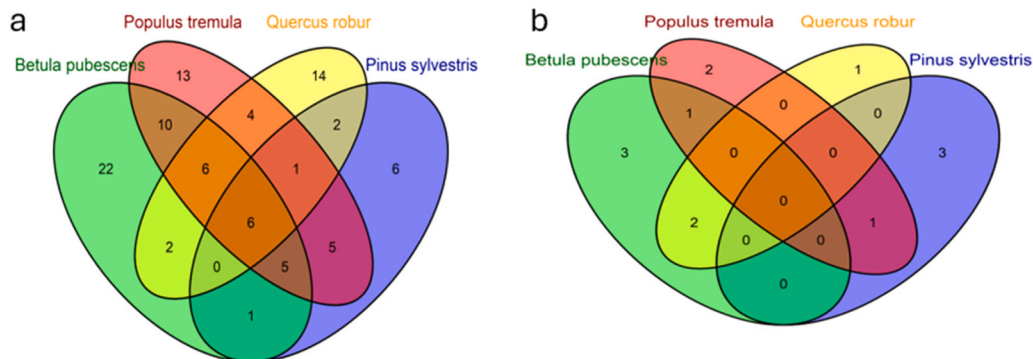 a
Populus tremula Quercus robur
Betula pubescens Pinus sylvestris
13 14
10 4 2
22 6 1 6
6
2 5
0 5
1
b
Populus tremula Quercus robur
Betula pubescens Pinus sylvestris
2 1
1 0 0
3 0 0 3
0
2 1
0 0
0